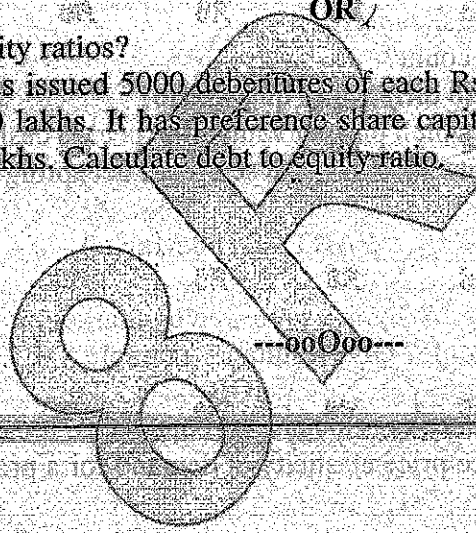 OR
ity ratios?
s issued 5000 debentures of each Rs
lakhs. It has preference share capit
khs. Calculate debt to equity ratio.
---ooOoo---
R
8